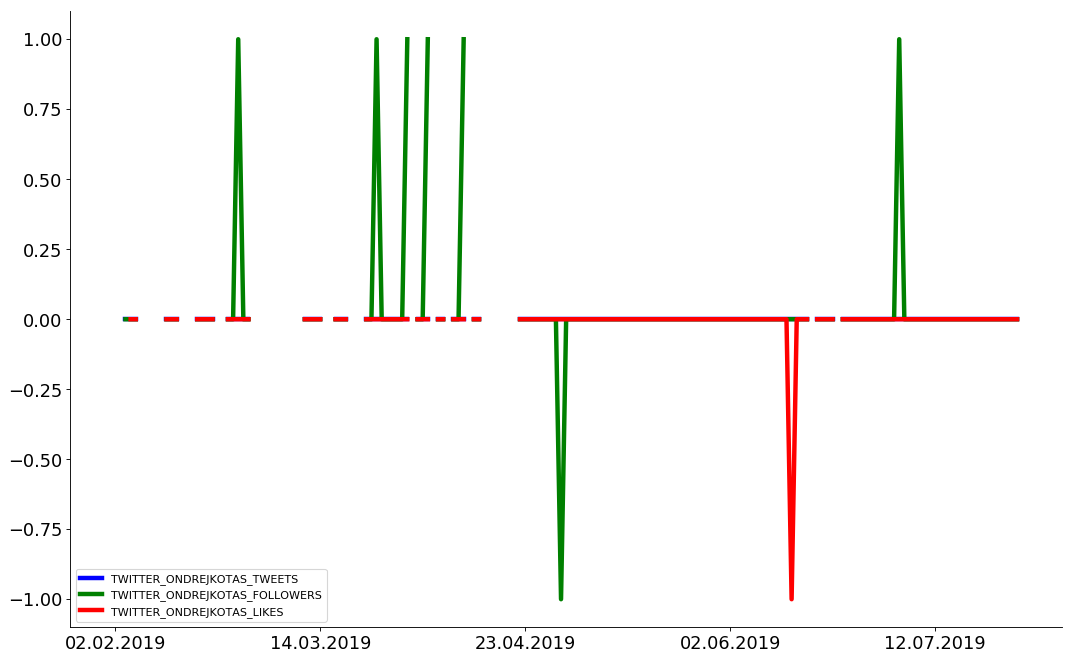 1.00
0.75
0.50
0.25
0.00
−0.25
−0.50
−0.75
−1.00
TWITTER_ONDREJKOTAS_TWEETS
TWITTER_ONDREJKOTAS_FOLLOWERS
TWITTER_ONDREJKOTAS_LIKES
02.02.2019 14.03.2019 23.04.2019 02.06.2019 12.07.2019